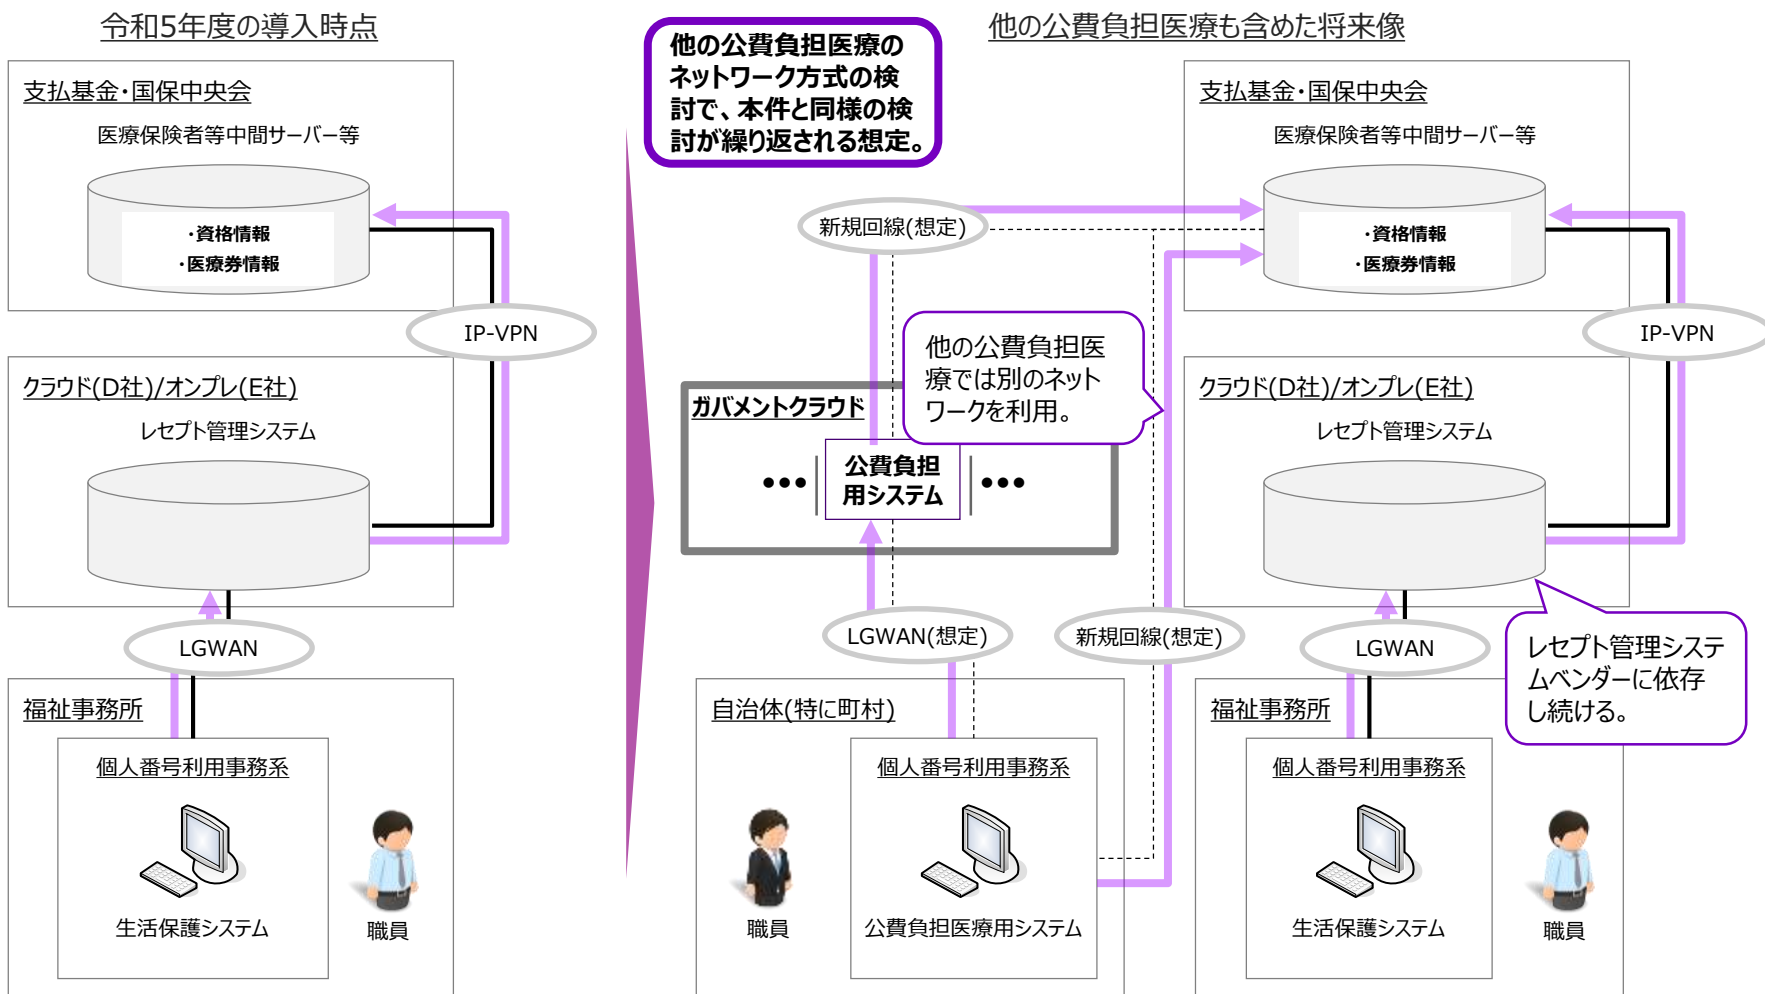 令和5年度の導入時点
支払基金・国保中央会
医療保険者等中間サーバー等
・資格情報
・医療券情報
IP-VPN
クラウド(D社)/オンプレ(E社)
レセプト管理システム
LGWAN
福祉事務所
個人番号利用事務系
生活保護システム
職員
他の公費負担医療の
ネットワーク方式の検
討で、本件と同様の検
討が繰り返される想定。
他の公費負担医療も含めた将来像
新規回線(想定)
他の公費負担医
療では別のネット
ワークを利用。
ガバメントクラウド
•••
公費負担
用システム
•••
LGWAN(想定)
新規回線(想定)
自治体(特に町村)
個人番号利用事務系
職員
公費負担医療用システム
支払基金・国保中央会
医療保険者等中間サーバー等
・資格情報
・医療券情報
IP-VPN
クラウド(D社)/オンプレ(E社)
レセプト管理システム
LGWAN
レセプト管理システ
ムベンダーに依存
し続ける。
福祉事務所
個人番号利用事務系
生活保護システム
職員